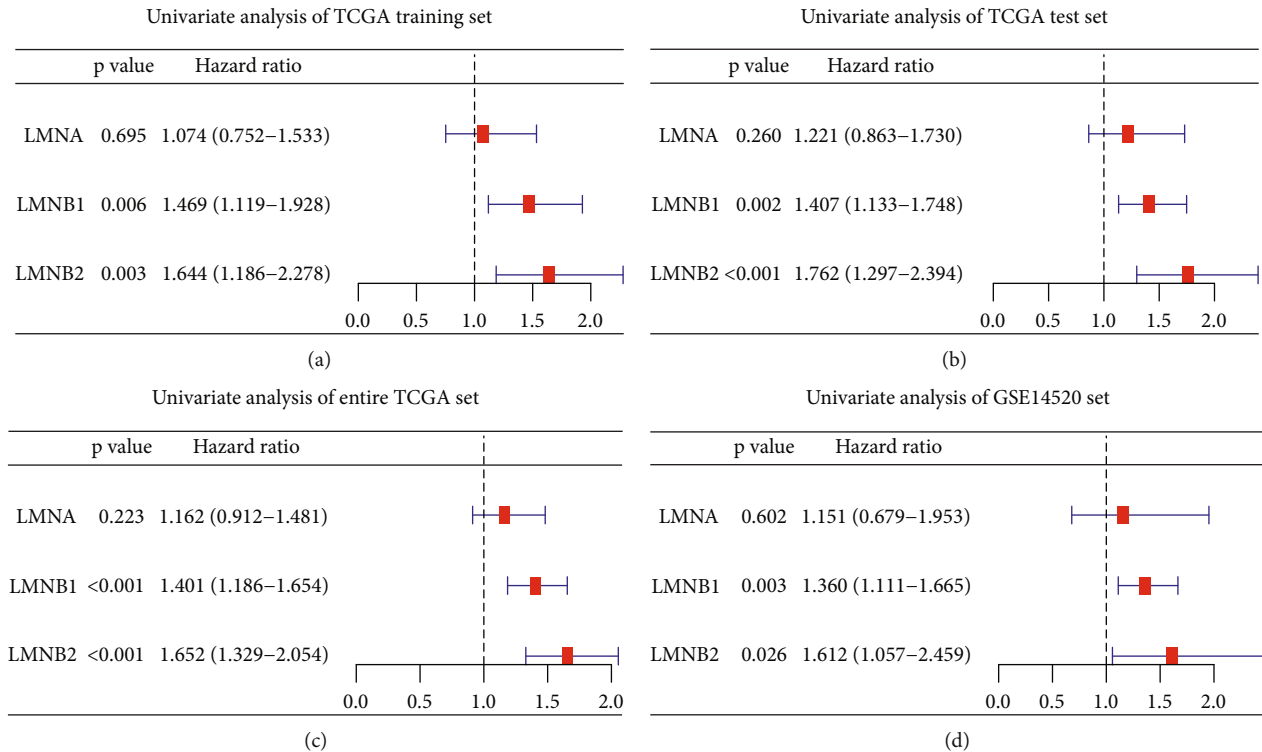 Univariate analysis of TCGA training set
p value Hazard ratio
LMNA 0.695 1.074 (0.752−1.533)
LMNB1 0.006 1.469 (1.119−1.928)
LMNB2 0.003 1.644 (1.186−2.278)
0.0 0.5 1.0 1.5 2.0
(a)
Univariate analysis of TCGA test set
p value Hazard ratio
LMNA 0.260 1.221 (0.863−1.730)
LMNB1 0.002 1.407 (1.133−1.748)
LMNB2 <0.001 1.762 (1.297−2.394)
0.0 0.5 1.0 1.5 2.0
(b)
Univariate analysis of entire TCGA set
p value Hazard ratio
LMNA 0.223 1.162 (0.912−1.481)
LMNB1 <0.001 1.401 (1.186−1.654)
LMNB2 <0.001 1.652 (1.329−2.054)
0.0 0.5 1.0 1.5 2.0
(c)
Univariate analysis of GSE14520 set
p value Hazard ratio
LMNA 0.602 1.151 (0.679−1.953)
LMNB1 0.003 1.360 (1.111−1.665)
LMNB2 0.026 1.612 (1.057−2.459)
0.0 0.5 1.0 1.5 2.0
(d)